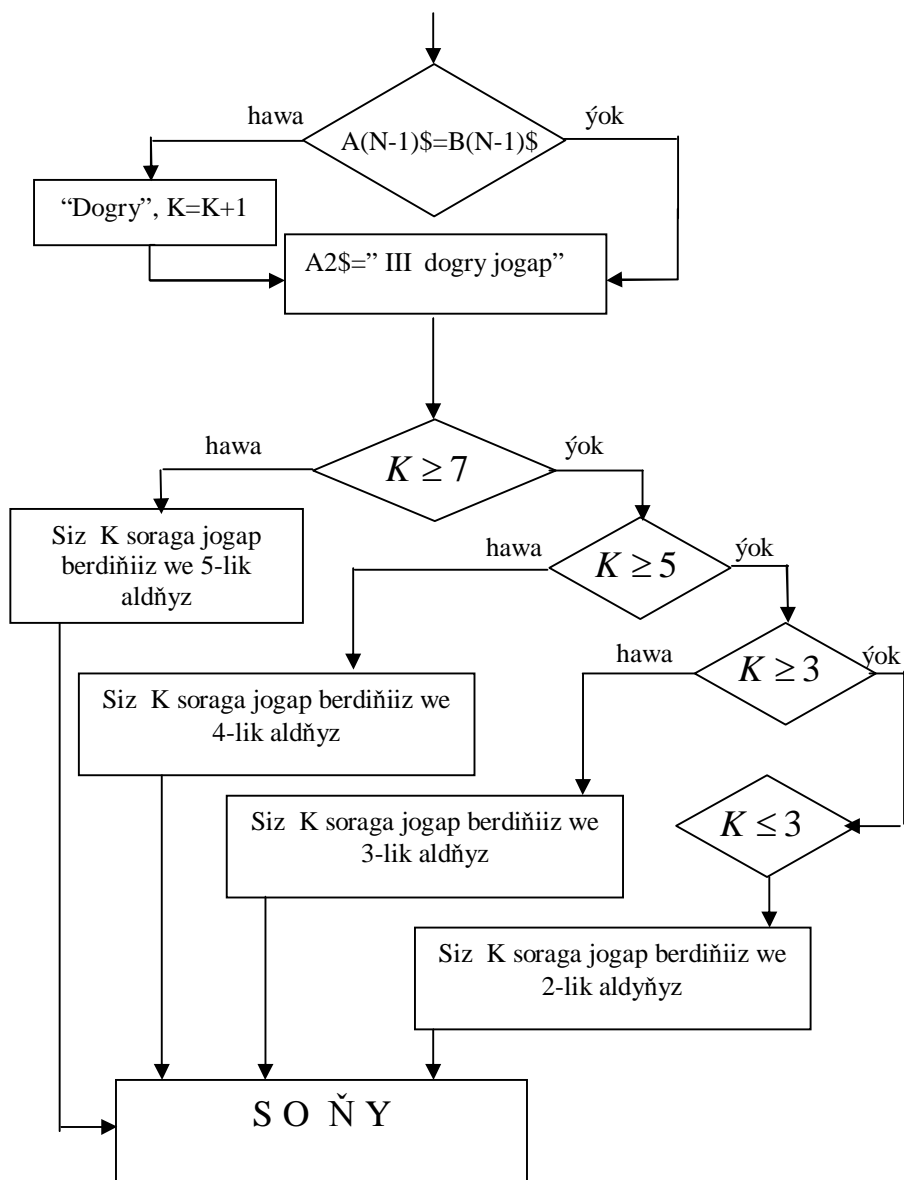 hawa
ýok
A(N-1)$=B(N-1)$
“Dogry”, K=K+1
A2$=” III dogry jogap”
hawa
ýok
K ≥ 7
Siz K soraga jogap
berdiňiiz we 5-lik
aldňyz
hawa
ýok
K ≥ 5
hawa
ýok
K ≥ 3
Siz K soraga jogap berdiňiiz we
4-lik aldňyz
Siz K soraga jogap berdiňiiz we
3-lik aldňyz
K ≤ 3
Siz K soraga jogap berdiňiiz we
2-lik aldyňyz
S O Ň Y